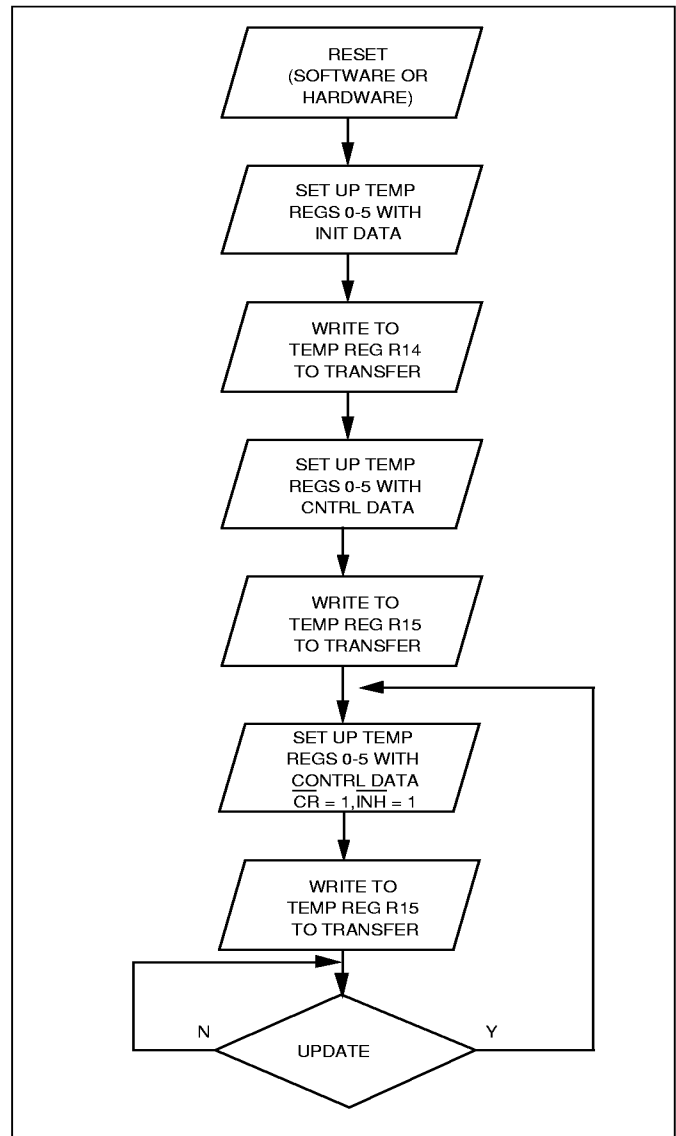 RESET
(SOFTWARE OR
HARDWARE)
SET UP TEMP
REGS 0-5 WITH
INIT DATA
WRITE TO
TEMP REG R14
TO TRANSFER
SET UP TEMP
REGS 0-5 WITH
CNTRL DATA
WRITE TO
TEMP REG R15
TO TRANSFER
SET UP TEMP
REGS 0-5 WITH
CONTRL DATA
C̅R̅ = 1,I̅N̅H̅ = 1
WRITE TO
TEMP REG R15
TO TRANSFER
N
Y
UPDATE